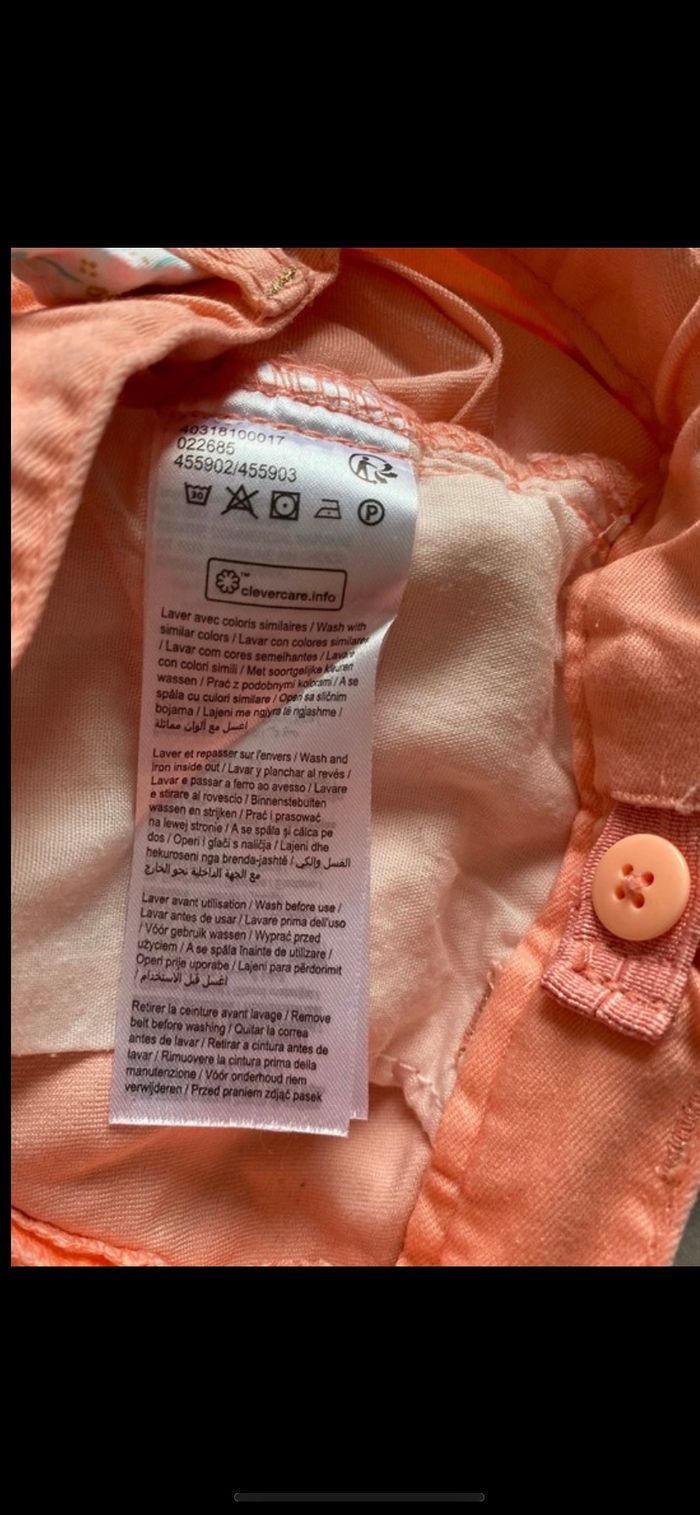 40318100017
022685
455902/455903
30
P
clevercare.info
Laver avec coloris similaires / Wash with
similar colors / Lavar con colores similares
/ Lavar com cores semelhantes / Lavare
con colori simili / Met soortgelijke kleuren
wassen / Prać z podobnymi kolorami / A se
spăla cu culori similare / Operi sa sličnim
bojama / Lajeni me ngjyra të ngjashme /
اغسل مع ألوان مماثلة
Laver et repasser sur l'envers / Wash and
iron inside out / Lavar y planchar al revés /
Lavar e passar a ferro ao avesso / Lavare
e stirare al rovescio / Binnenstebuiten
wassen en strijken / Prać i prasować
na lewej stronie / A se spăla și călca pe
dos / Operi i glači s naličja / Lajeni dhe
hekuroseni nga brenda-jashtë / الغسل والكي
مع الجهة الداخلية نحو الخارج
Laver avant utilisation / Wash before use /
Lavar antes de usar / Lavare prima dell'uso
/ Vóór gebruik wassen / Wyprać przed
użyciem / A se spăla înainte de utilizare /
Operi prije uporabe / Lajeni para përdorimit
/ اغسل قبل الاستخدام
Retirer la ceinture avant lavage / Remove
belt before washing / Quitar la correa
antes de lavar / Retirar a cintura antes de
lavar / Rimuovere la cintura prima della
manutenzione / Vóór onderhoud riem
verwijderen / Przed praniem zdjąć pasek